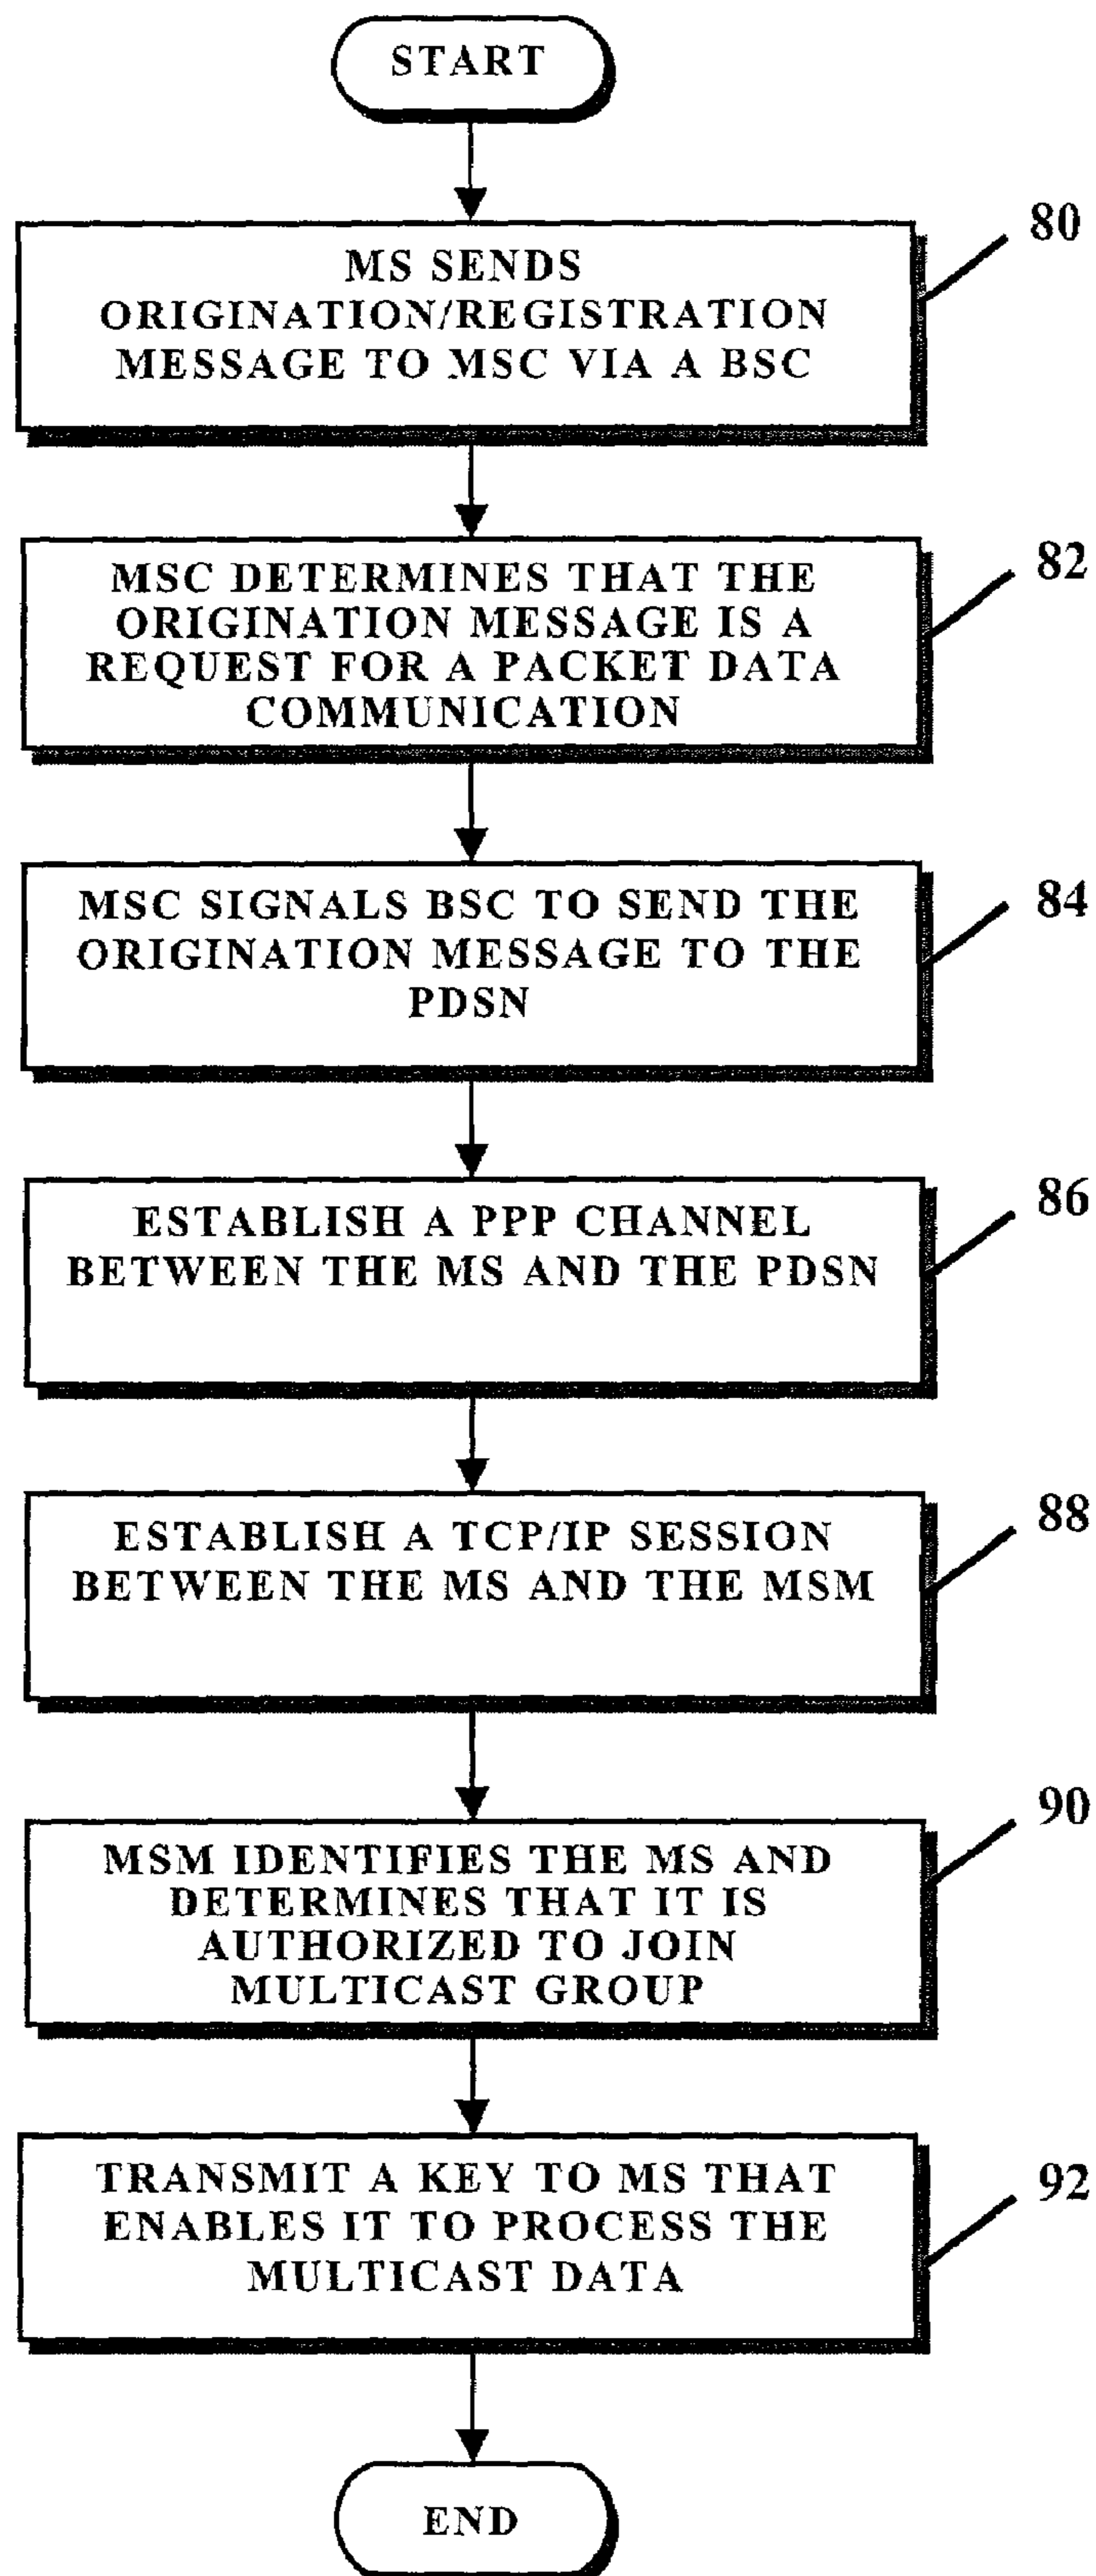 START
80
MS SENDS
ORIGINATION/REGISTRATION
MESSAGE TO MSC VIA A BSC
82
MSC DETERMINES THAT THE
ORIGINATION MESSAGE IS A
REQUEST FOR A PACKET DATA
COMMUNICATION
84
MSC SIGNALS BSC TO SEND THE
ORIGINATION MESSAGE TO THE
PDSN
86
ESTABLISH A PPP CHANNEL
BETWEEN THE MS AND THE PDSN
88
ESTABLISH A TCP/IP SESSION
BETWEEN THE MS AND THE MSM
90
MSM IDENTIFIES THE MS AND
DETERMINES THAT IT IS
AUTHORIZED TO JOIN
MULTICAST GROUP
92
TRANSMIT A KEY TO MS THAT
ENABLES IT TO PROCESS THE
MULTICAST DATA
END